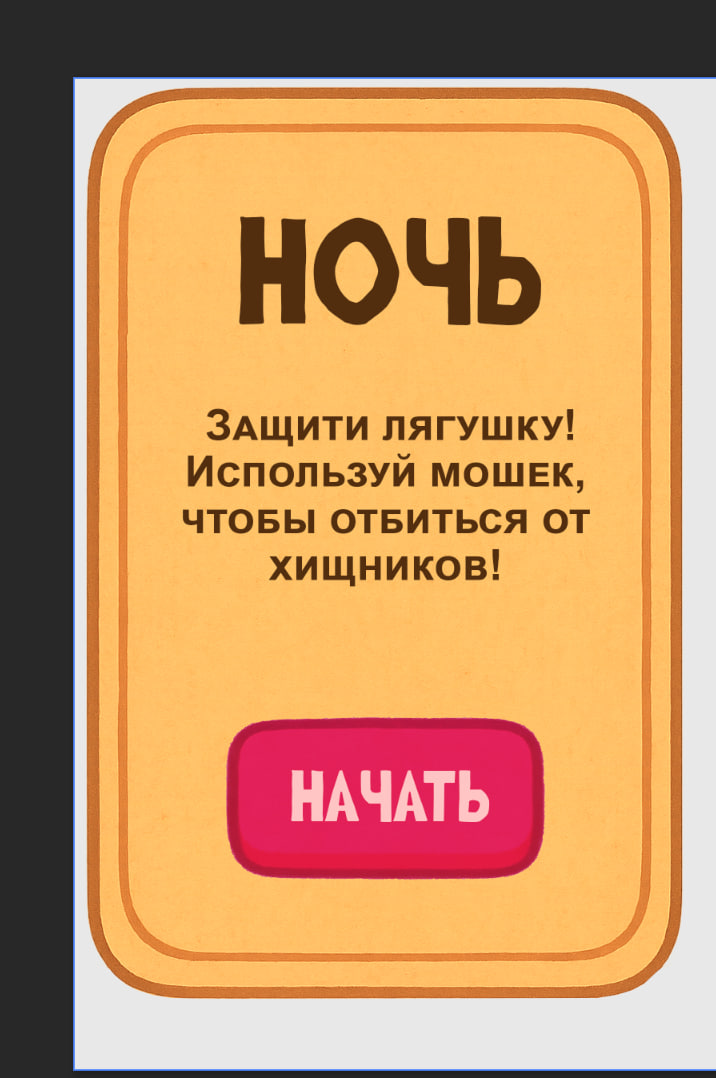 НОЧЬ
Защити лягушку!
Используй мошек,
чтобы отбиться от
хищников!
НАЧАТЬ